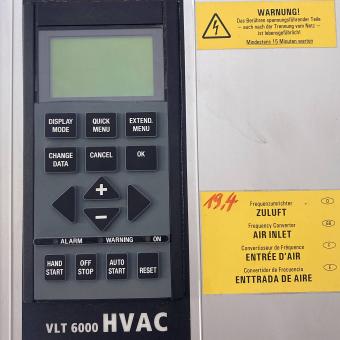 WARNUNG!
Das Berühren spannungsführender Teile
– auch nach der Trennung vom Netz –
ist lebensgefährlich!
Mindestens 15 Minuten warten
DISPLAY MODE
QUICK MENU
EXTEND. MENU
CHANGE DATA
CANCEL
OK
+
−
ALARM WARNING ON
HAND START
OFF STOP
AUTO START
RESET
VLT 6000 HVAC
19,4
Frequenzumrichter
ZULUFT
D
Frequency Converter
AIR INLET
GB
Convertisseur de Fréquence
ENTRÉE D'AIR
F
Convertidor de Frecuencia
ENTTRADA DE AIRE
E